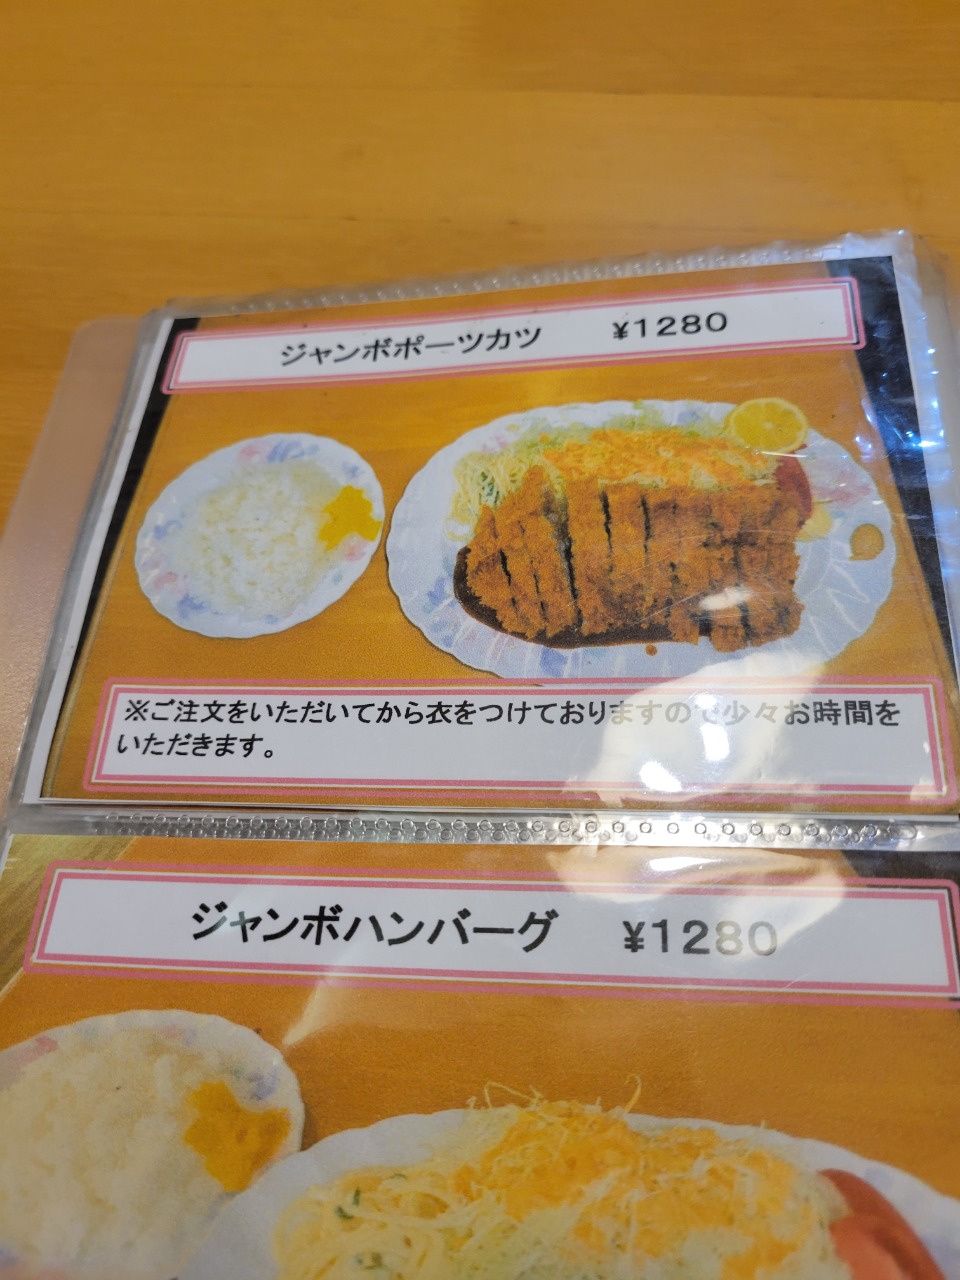 ジャンボポーツカツ ¥1280
※ご注文をいただいてから衣をつけておりますので少々お時間を
いただきます。
ジャンボハンバーグ ¥1280